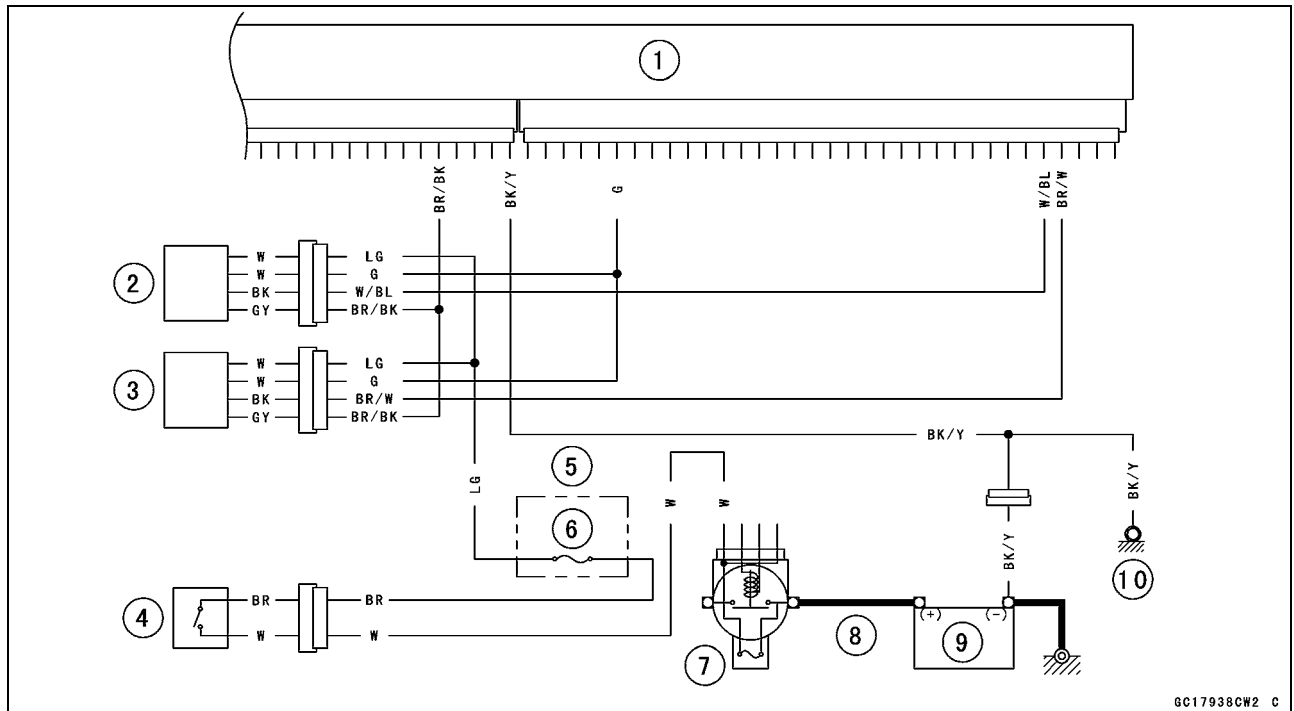 1
BR/BK
BK/Y
G
W/BL
BR/W
2
W LG
W G
BK W/BL
GY BR/BK
3
W LG
W G
BK BR/W
GY BR/BK
BK/Y
BK/Y
LG
5
6
W
W
BK/Y
10
4
BR BR
W W
7
8
(+) (-)
9
GC17938CW2 C